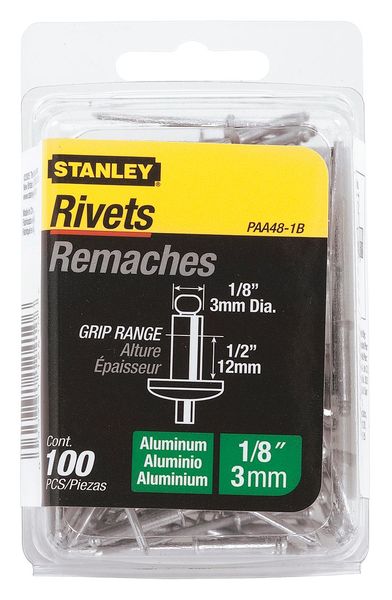 STANLEY
Rivets
PAA48-1B
Remaches
1/8"
3mm Dia.
GRIP RANGE
Alture
Épaisseur
1/2"
12mm
Cont.
100
PCS/Piezas
Aluminum
Aluminio
Aluminium
1/8"
3mm